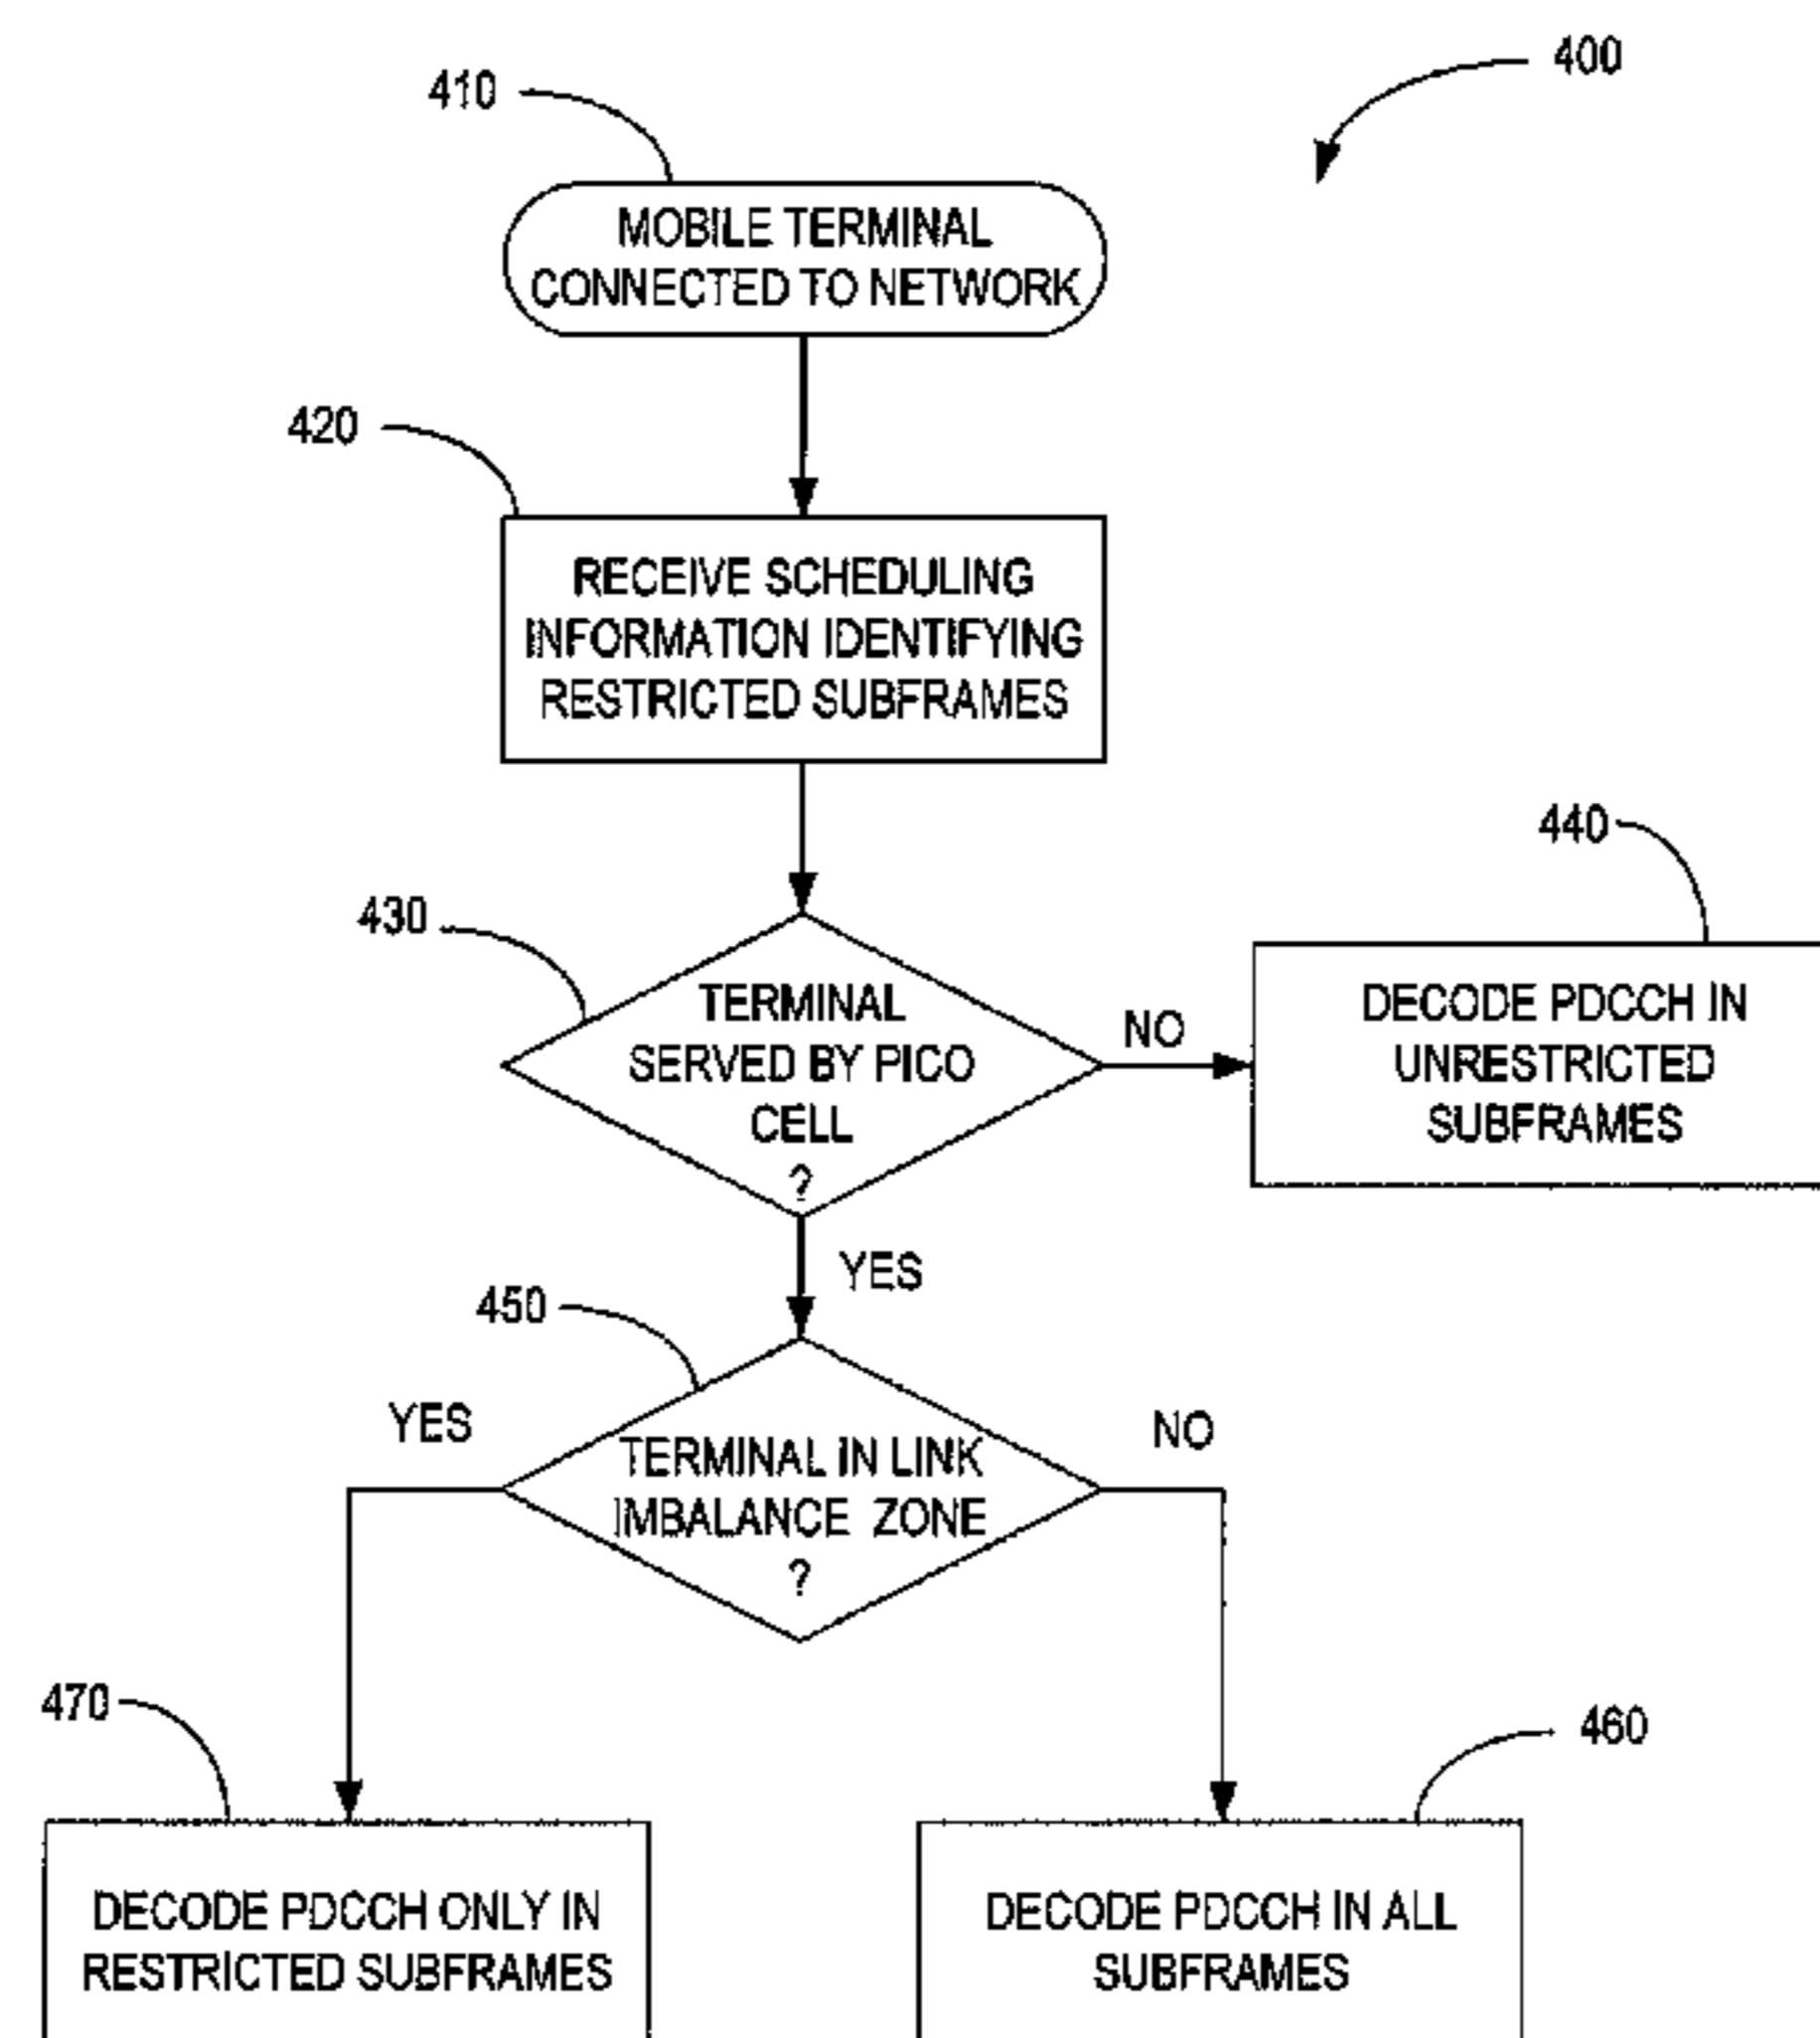 400
410
MOBILE TERMINAL
CONNECTED TO NETWORK
420
RECEIVE SCHEDULING
INFORMATION IDENTIFYING
RESTRICTED SUBFRAMES
430
TERMINAL
SERVED BY PICO
CELL
?
NO
440
DECODE PDCCH IN
UNRESTRICTED
SUBFRAMES
YES
450
TERMINAL IN LINK
IMBALANCE ZONE
?
YES
NO
470
DECODE PDCCH ONLY IN
RESTRICTED SUBFRAMES
460
DECODE PDCCH IN ALL
SUBFRAMES